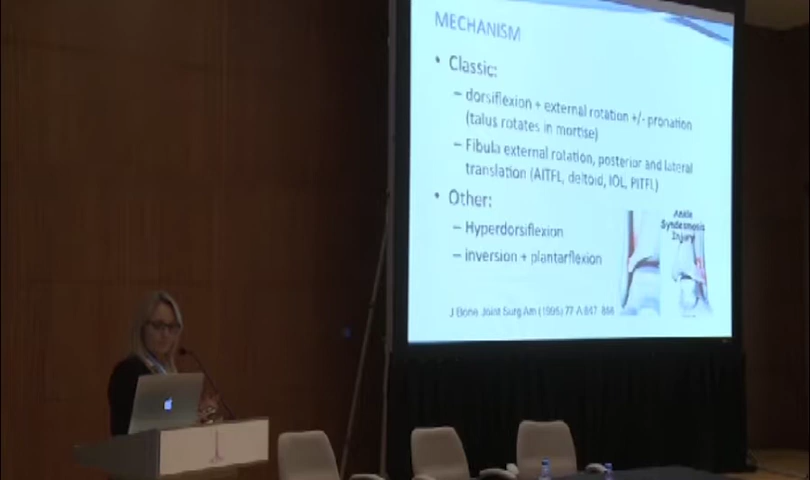 MECHANISM
• Classic:
– dorsiflexion + external rotation +/- pronation
(talus rotates in mortise)
– Fibula external rotation, posterior and lateral
translation (AITFL, deltoid, IOL, PITFL)
• Other:
– Hyperdorsiflexion
– inversion + plantarflexion
Ankle
Syndesmosis
Injury
J Bone Joint Surg Am (1995) 77-A 847-856